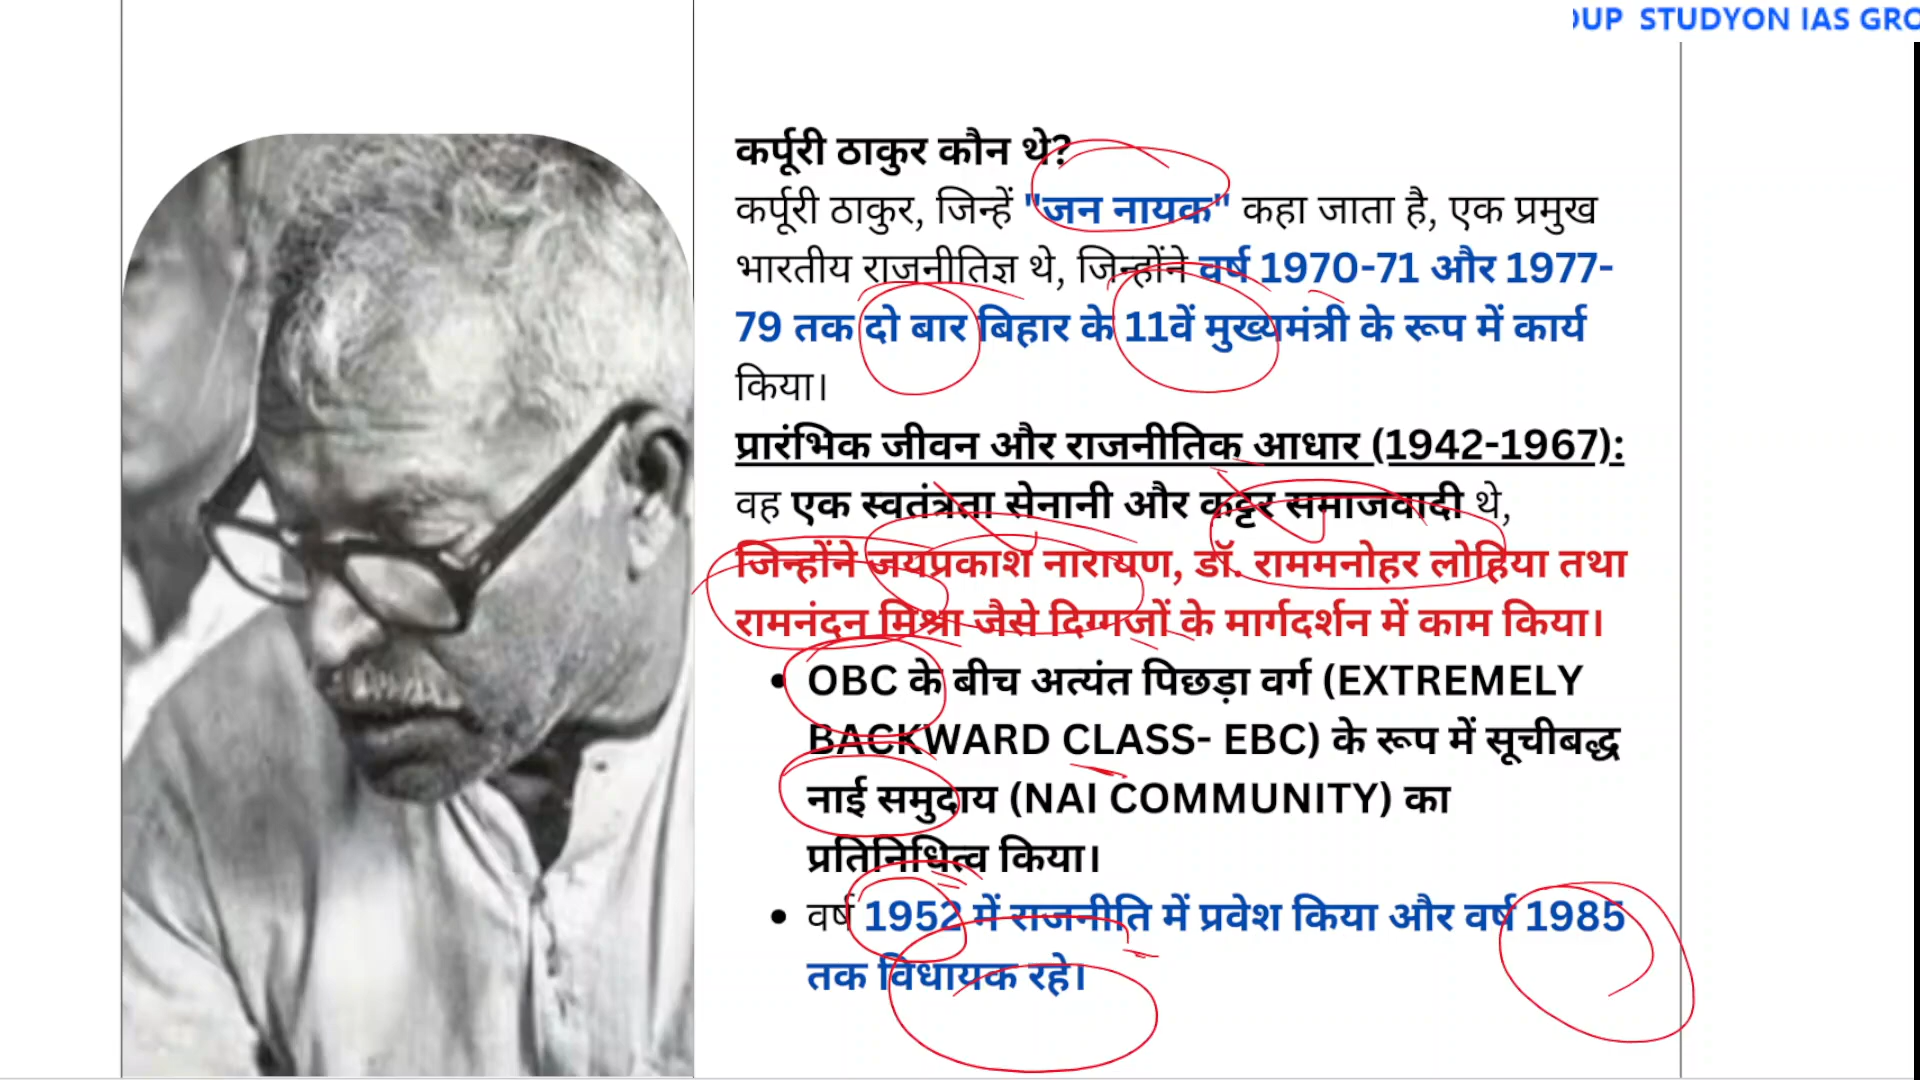 OUP STUDYON IAS GRO
कर्पूरी ठाकुर कौन थे?
कर्पूरी ठाकुर, जिन्हें "जन नायक" कहा जाता है, एक प्रमुख
भारतीय राजनीतिज्ञ थे, जिन्होंने वर्ष 1970-71 और 1977-
79 तक दो बार बिहार के 11वें मुख्यमंत्री के रूप में कार्य
किया।
प्रारंभिक जीवन और राजनीतिक आधार (1942-1967):
वह एक स्वतंत्रता सेनानी और कट्टर समाजवादी थे,
जिन्होंने जयप्रकाश नारायण, डॉ. राममनोहर लोहिया तथा
रामनंदन मिश्रा जैसे दिग्गजों के मार्गदर्शन में काम किया।
• OBC के बीच अत्यंत पिछड़ा वर्ग (EXTREMELY
BACKWARD CLASS- EBC) के रूप में सूचीबद्ध
नाई समुदाय (NAI COMMUNITY) का
प्रतिनिधित्व किया।
• वर्ष 1952 में राजनीति में प्रवेश किया और वर्ष 1985
तक विधायक रहे।